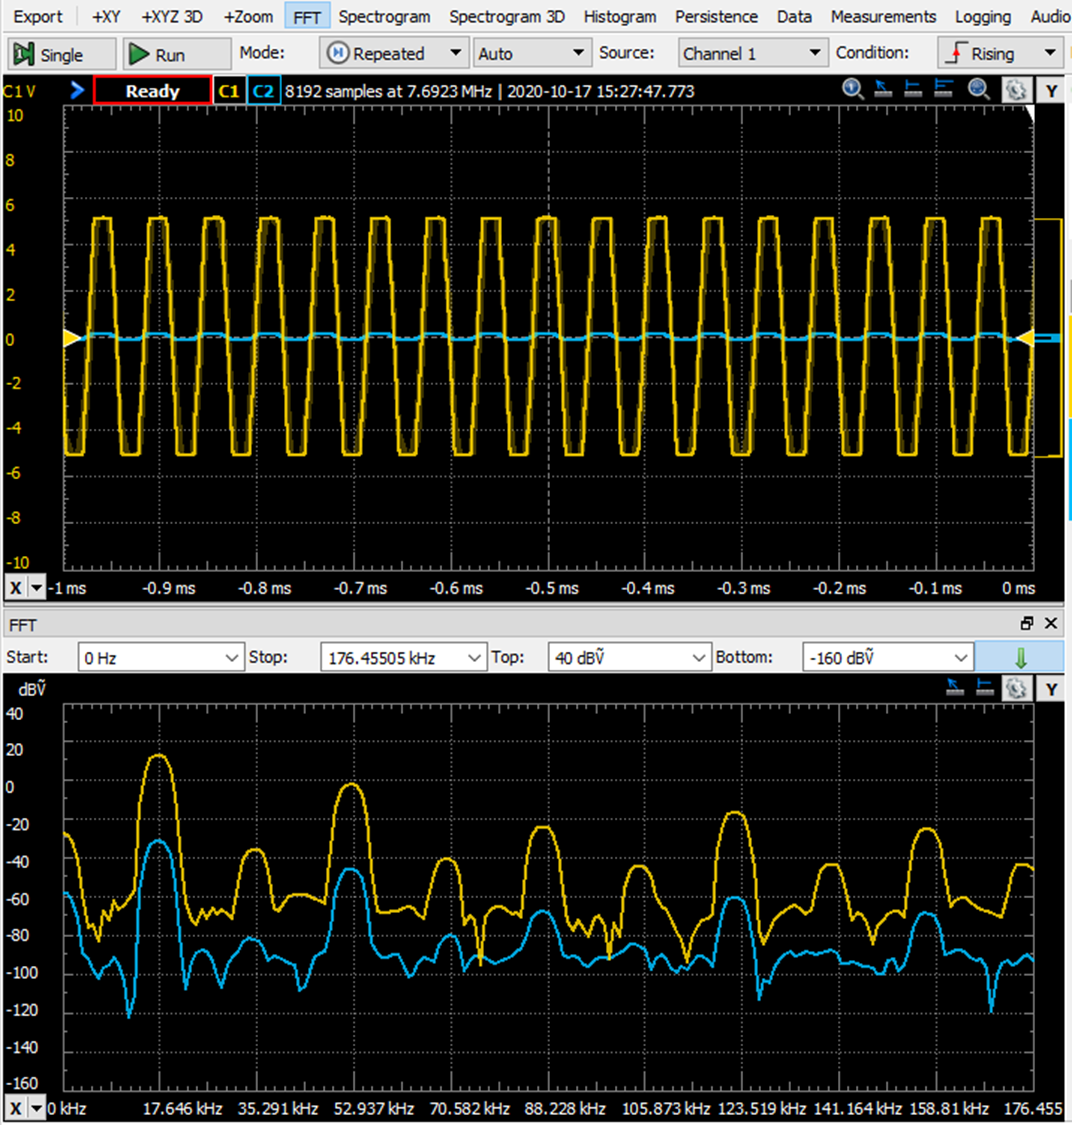 Export +XY +XYZ 3D +Zoom FFT Spectrogram Spectrogram 3D Histogram Persistence Data Measurements Logging Audio
Single Run Mode: Repeated Auto Source: Channel 1 Condition: Rising
C1 V Ready C1 C2 8192 samples at 7.6923 MHz | 2020-10-17 15:27:47.773 Y
10
8
6
4
2
0
-2
-4
-6
-8
-10
X -1 ms -0.9 ms -0.8 ms -0.7 ms -0.6 ms -0.5 ms -0.4 ms -0.3 ms -0.2 ms -0.1 ms 0 ms
FFT
Start: 0 Hz Stop: 176.45505 kHz Top: 40 dBṼ Bottom: -160 dBṼ
dBṼ Y
40
20
0
-20
-40
-60
-80
-100
-120
-140
-160
X 0 kHz 17.646 kHz 35.291 kHz 52.937 kHz 70.582 kHz 88.228 kHz 105.873 kHz 123.519 kHz 141.164 kHz 158.81 kHz 176.455